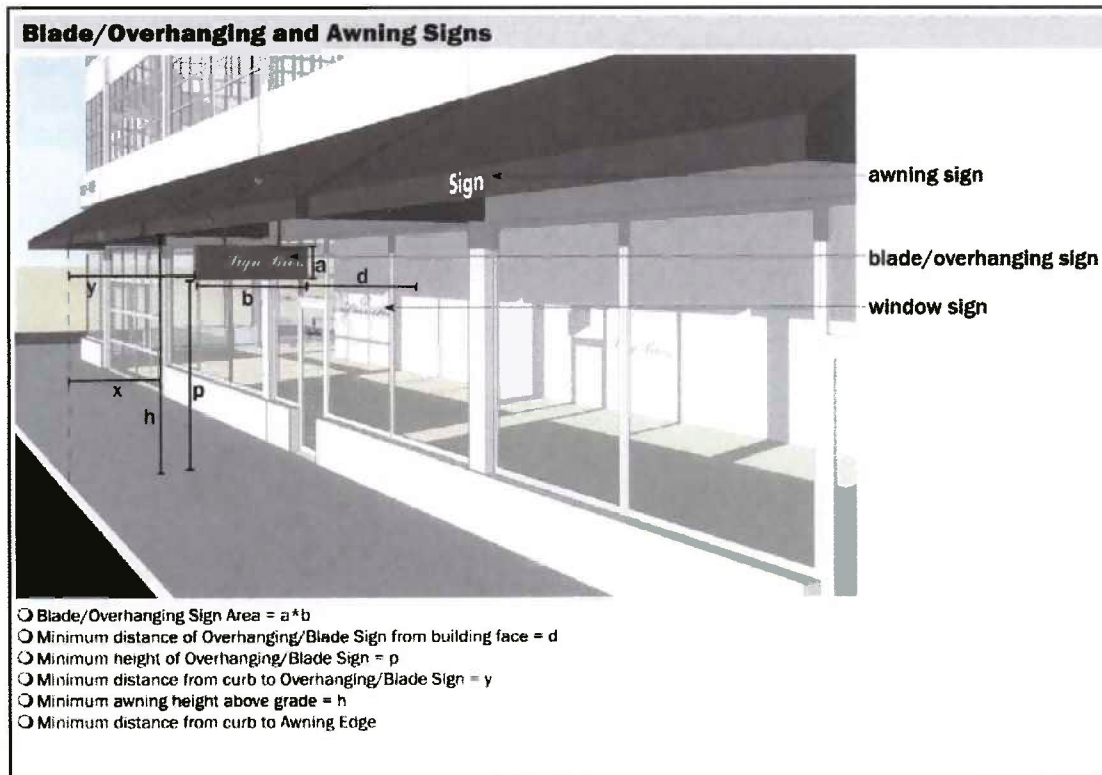 Blade/Overhanging and Awning Signs
Sign
awning sign
blade/overhanging sign
window sign
a
y
b
d
x
p
h
❍ Blade/Overhanging Sign Area = a*b
❍ Minimum distance of Overhanging/Blade Sign from building face = d
❍ Minimum height of Overhanging/Blade Sign = p
❍ Minimum distance from curb to Overhanging/Blade Sign = y
❍ Minimum awning height above grade = h
❍ Minimum distance from curb to Awning Edge